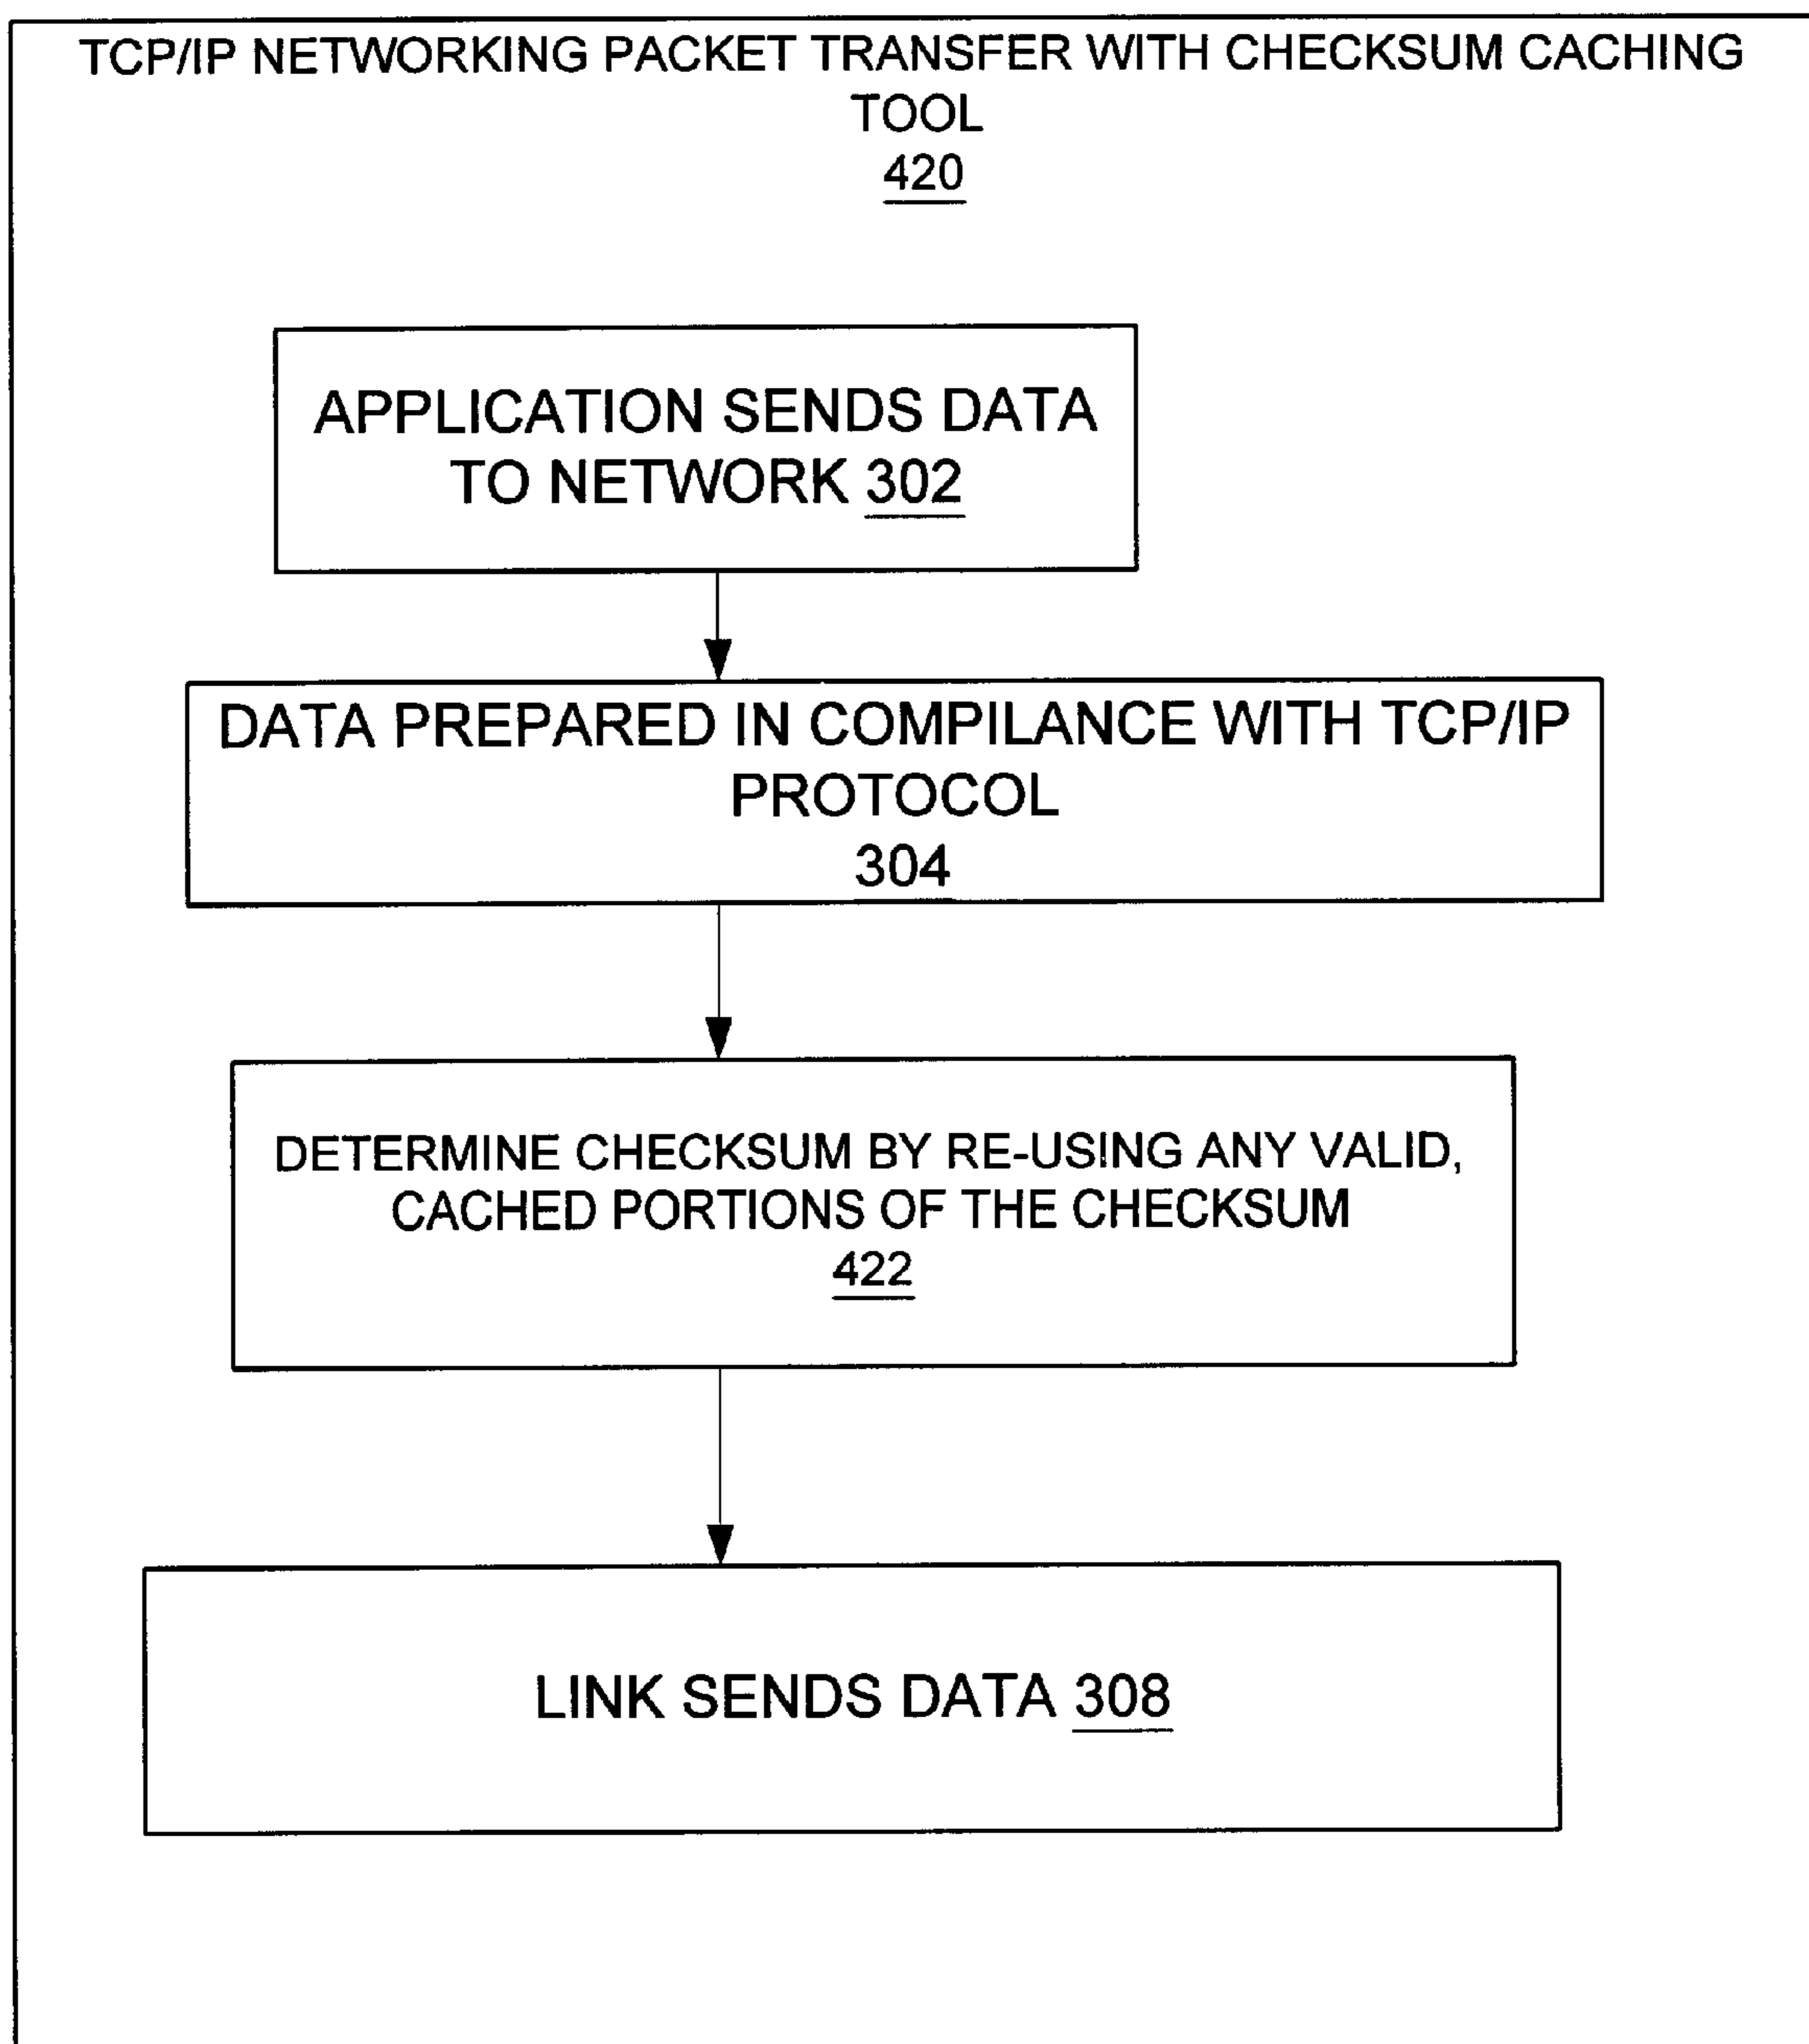 TCP/IP NETWORKING PACKET TRANSFER WITH CHECKSUM CACHING
TOOL
420
APPLICATION SENDS DATA
TO NETWORK 302
DATA PREPARED IN COMPILANCE WITH TCP/IP
PROTOCOL
304
DETERMINE CHECKSUM BY RE-USING ANY VALID,
CACHED PORTIONS OF THE CHECKSUM
422
LINK SENDS DATA 308